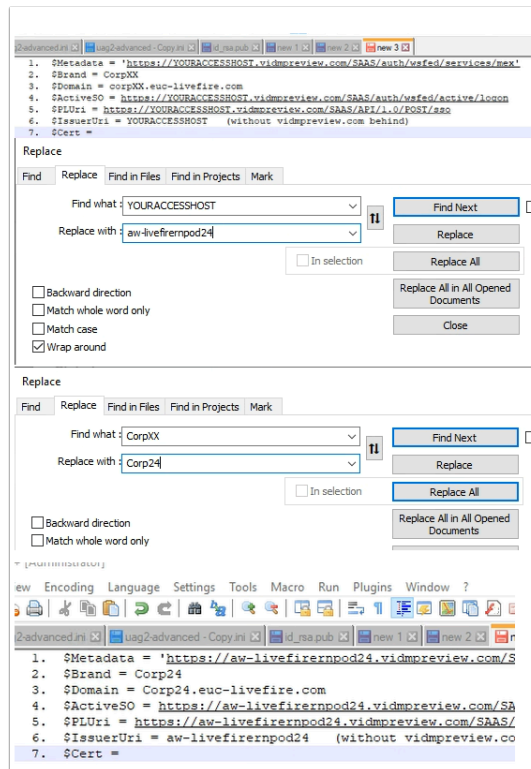 2-advanced.ini uag2-advanced - Copy.ini id_rsa.pub new 1 new 2 new 3
1. $Metadata = 'https://YOURACCESSHOST.vidmpreview.com/SAAS/auth/wsfed/services/mex'
2. $Brand = CorpXX
3. $Domain = corpXX.euc-livefire.com
4. $ActiveSO = https://YOURACCESSHOST.vidmpreview.com/SAAS/auth/wsfed/active/logon
5. $PLUri = https://YOURACCESSHOST.vidmpreview.com/SAAS/API/1.0/POST/sso
6. $IssuerUri = YOURACCESSHOST (without vidmpreview.com behind)
7. $Cert =
Replace
Find Replace Find in Files Find in Projects Mark
Find what : YOURACCESSHOST Find Next
Replace with : aw-livefirernpod24 Replace
In selection Replace All
Backward direction Replace All in All Opened Documents
Match whole word only
Match case Close
Wrap around
Replace
Find Replace Find in Files Find in Projects Mark
Find what : CorpXX Find Next
Replace with : Corp24 Replace
In selection Replace All
Backward direction Replace All in All Opened Documents
Match whole word only
[Administrator]
ew Encoding Language Settings Tools Macro Run Plugins Window ?
2-advanced.ini uag2-advanced - Copy.ini id_rsa.pub new 1 new 2 n
1. $Metadata = 'https://aw-livefirernpod24.vidmpreview.com/S
2. $Brand = Corp24
3. $Domain = Corp24.euc-livefire.com
4. $ActiveSO = https://aw-livefirernpod24.vidmpreview.com/SA
5. $PLUri = https://aw-livefirernpod24.vidmpreview.com/SAAS/
6. $IssuerUri = aw-livefirernpod24 (without vidmpreview.co
7. $Cert =